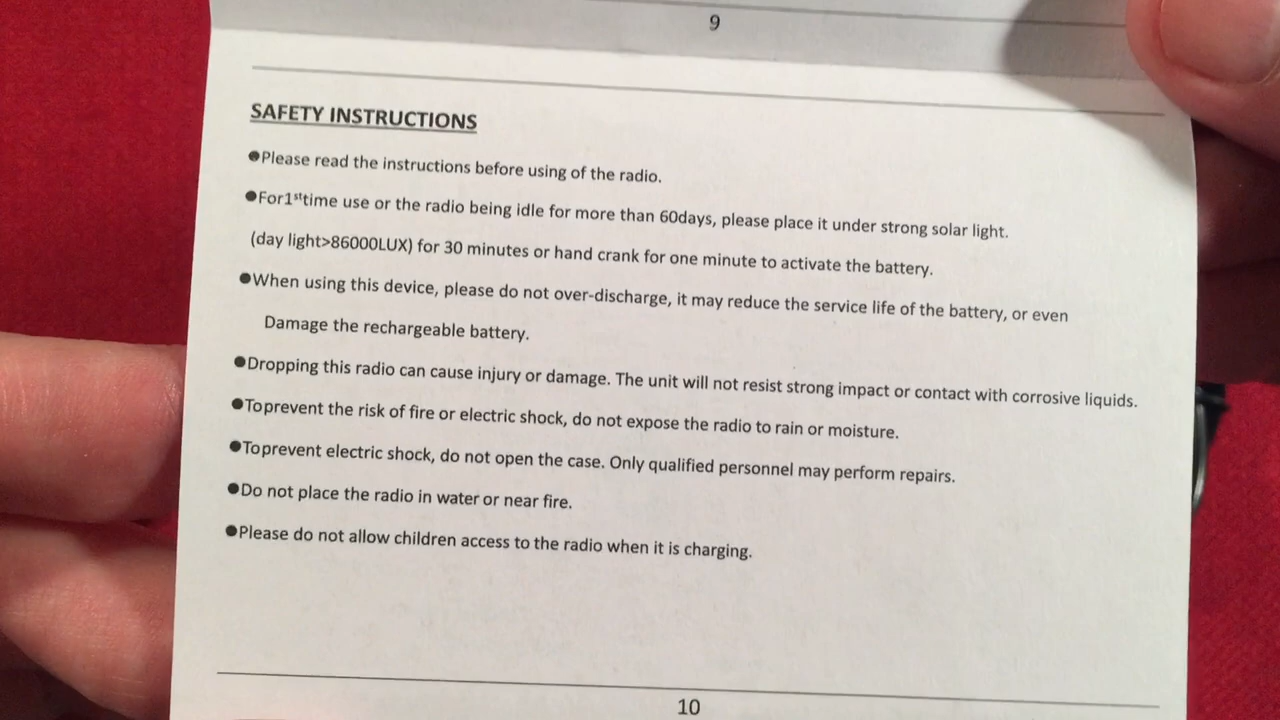 9
SAFETY INSTRUCTIONS
●Please read the instructions before using of the radio.
●For1sttime use or the radio being idle for more than 60days, please place it under strong solar light.
(day light>86000LUX) for 30 minutes or hand crank for one minute to activate the battery.
●When using this device, please do not over-discharge, it may reduce the service life of the battery, or even
Damage the rechargeable battery.
●Dropping this radio can cause injury or damage. The unit will not resist strong impact or contact with corrosive liquids.
●Toprevent the risk of fire or electric shock, do not expose the radio to rain or moisture.
●Toprevent electric shock, do not open the case. Only qualified personnel may perform repairs.
●Do not place the radio in water or near fire.
●Please do not allow children access to the radio when it is charging.
10